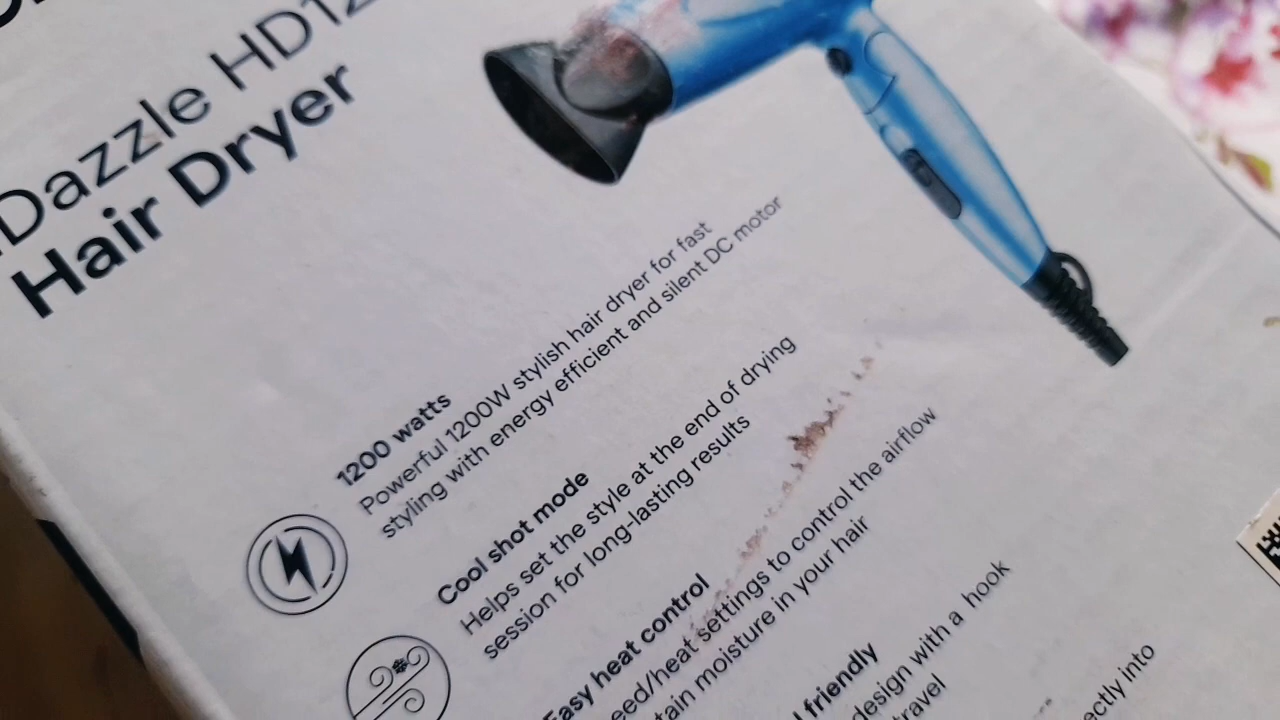 Dazzle HD12
Hair Dryer
1200 watts
Powerful 1200W stylish hair dryer for fast
styling with energy efficient and silent DC motor
Cool shot mode
Helps set the style at the end of drying
session for long-lasting results
Easy heat control
eed/heat settings to control the airflow
tain moisture in your hair
l friendly
design with a hook
travel
ectly into